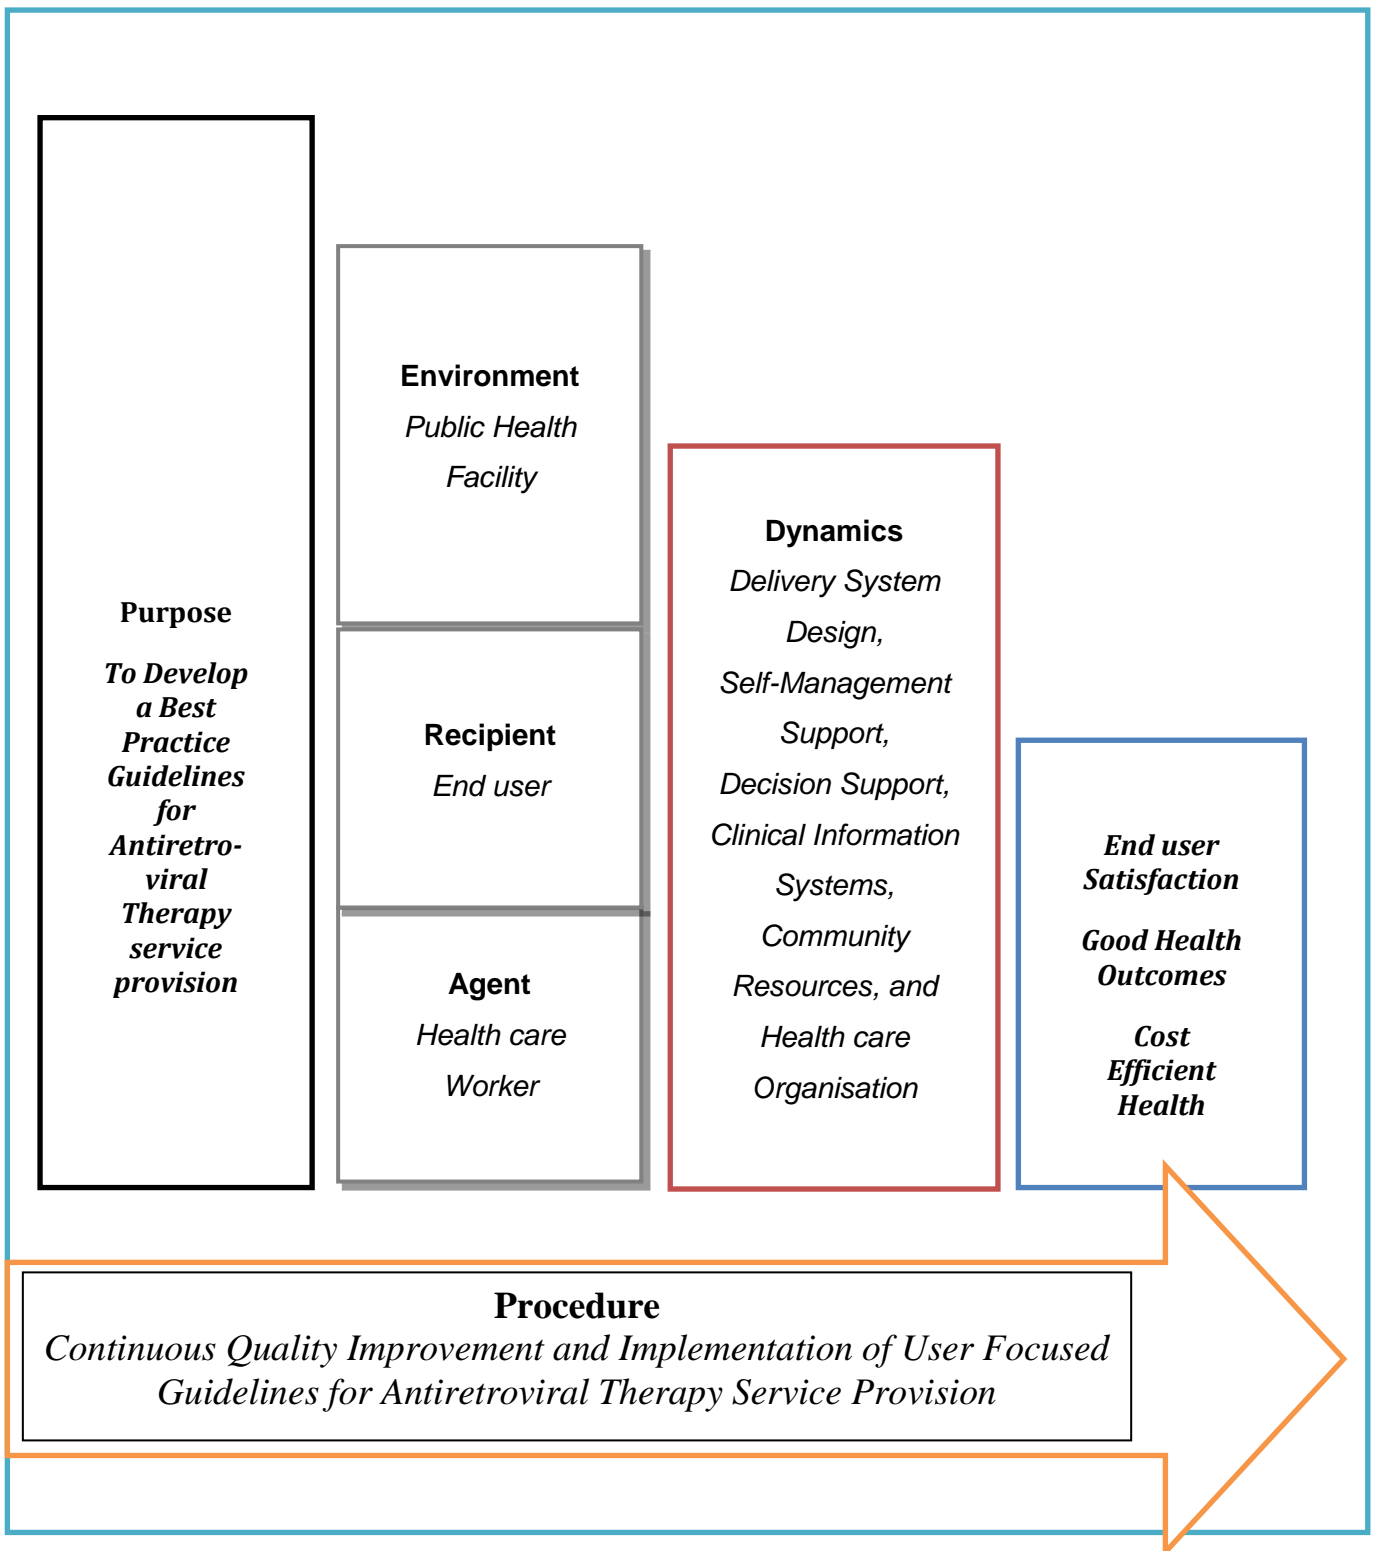 Purpose
To Develop
a Best
Practice
Guidelines
for
Antiretro-
viral
Therapy
service
provision
Environment
Public Health
Facility
Recipient
End user
Agent
Health care
Worker
Dynamics
Delivery System
Design,
Self-Management
Support,
Decision Support,
Clinical Information
Systems,
Community
Resources, and
Health care
Organisation
End user
Satisfaction
Good Health
Outcomes
Cost
Efficient
Health
Procedure
Continuous Quality Improvement and Implementation of User Focused
Guidelines for Antiretroviral Therapy Service Provision